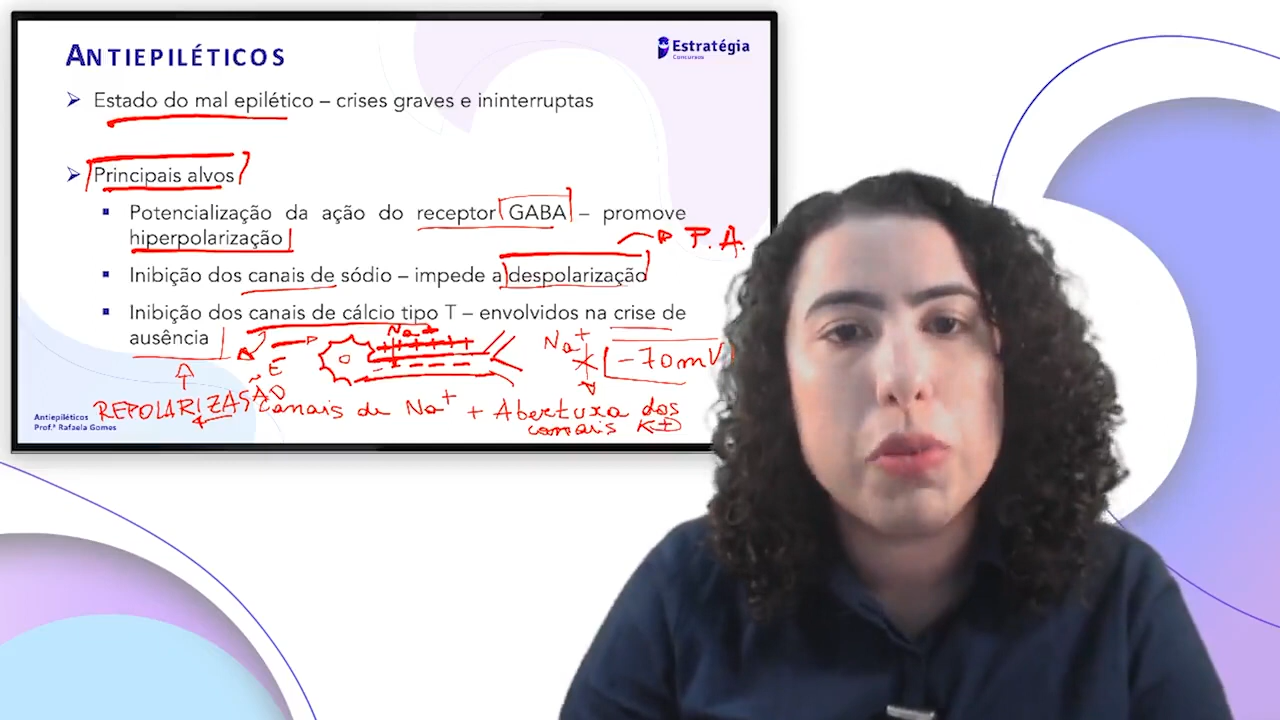 ANTIEPILÉTICOS
Estratégia
Concursos
➤ Estado do mal epilético – crises graves e ininterruptas
➤ Principais alvos
▪ Potencialização da ação do receptor GABA – promove
hiperpolarização
P.A.
▪ Inibição dos canais de sódio – impede a despolarização
▪ Inibição dos canais de cálcio tipo T – envolvidos na crise de
ausência
Na+
Na+
-70mV
E
REPOLARIZAÇÃO
canais de Na+ + Abertura dos
canais K+
Antiepiléticos
Prof.ª Rafaela Gomes